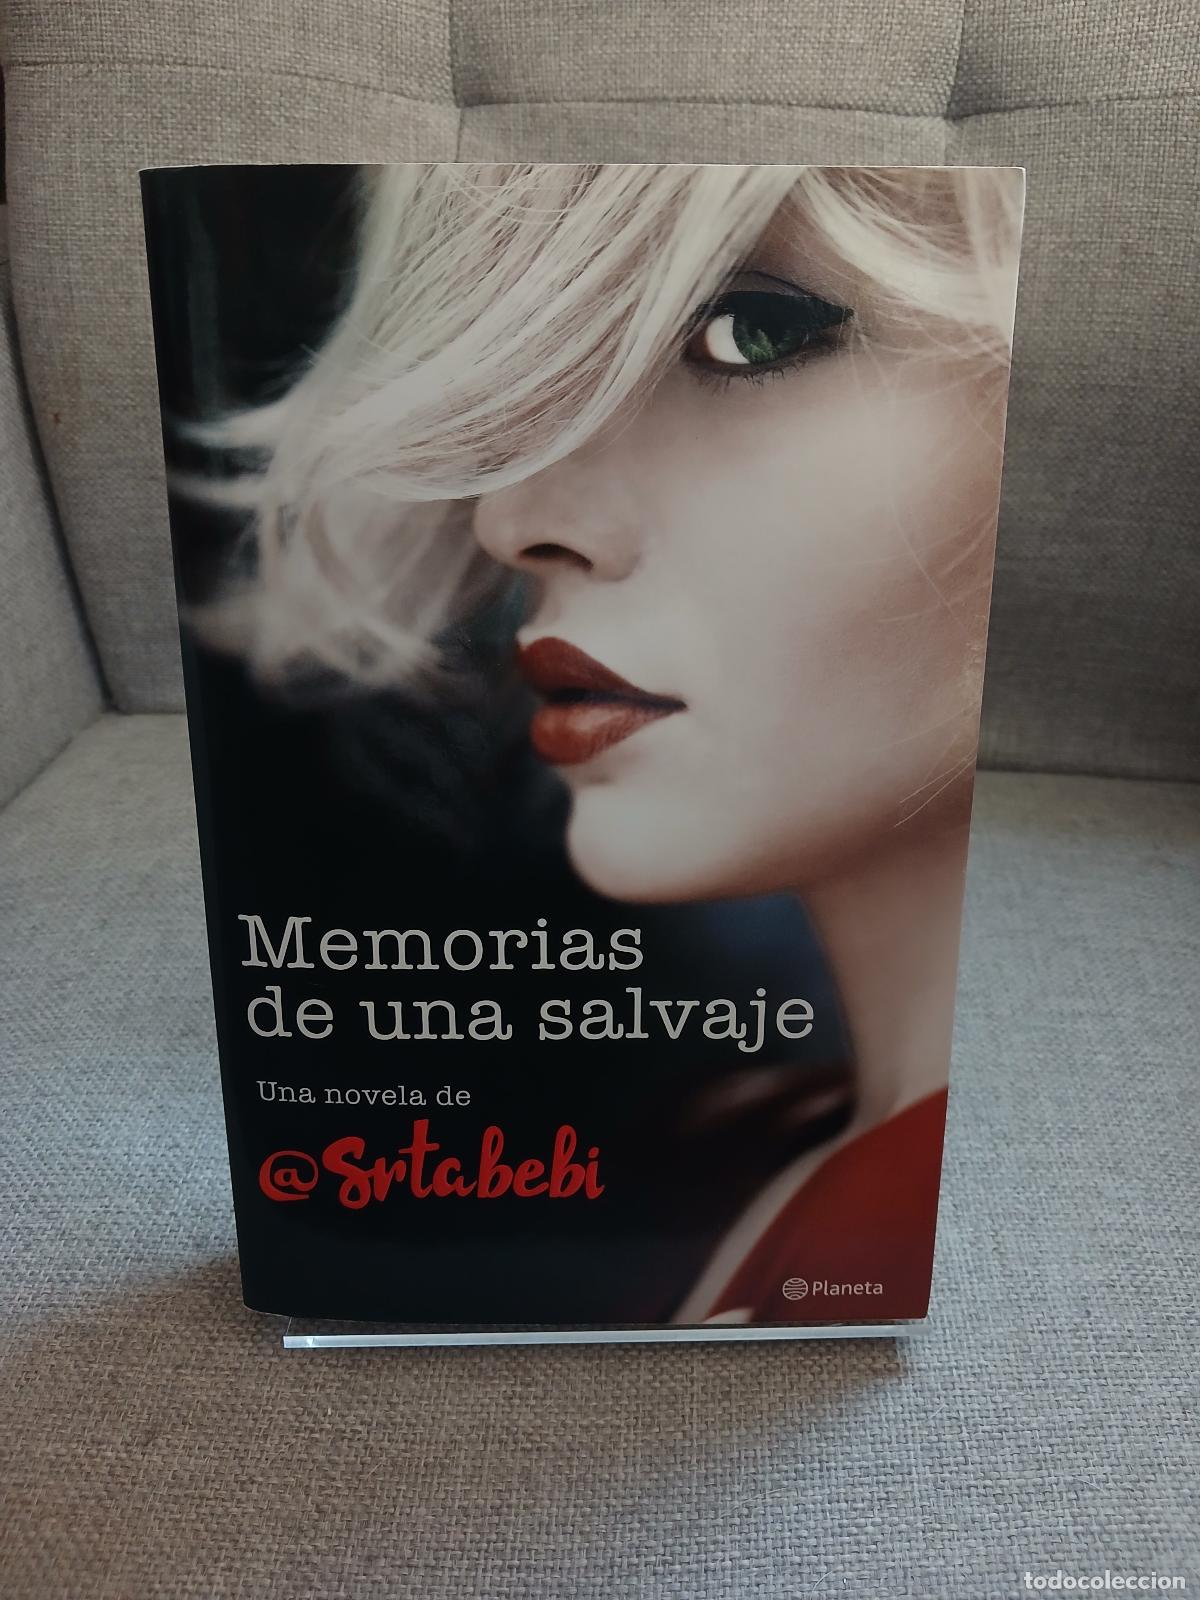 Memorias
de una salvaje
Una novela de
@Srtabebi
Planeta
todocoleccion